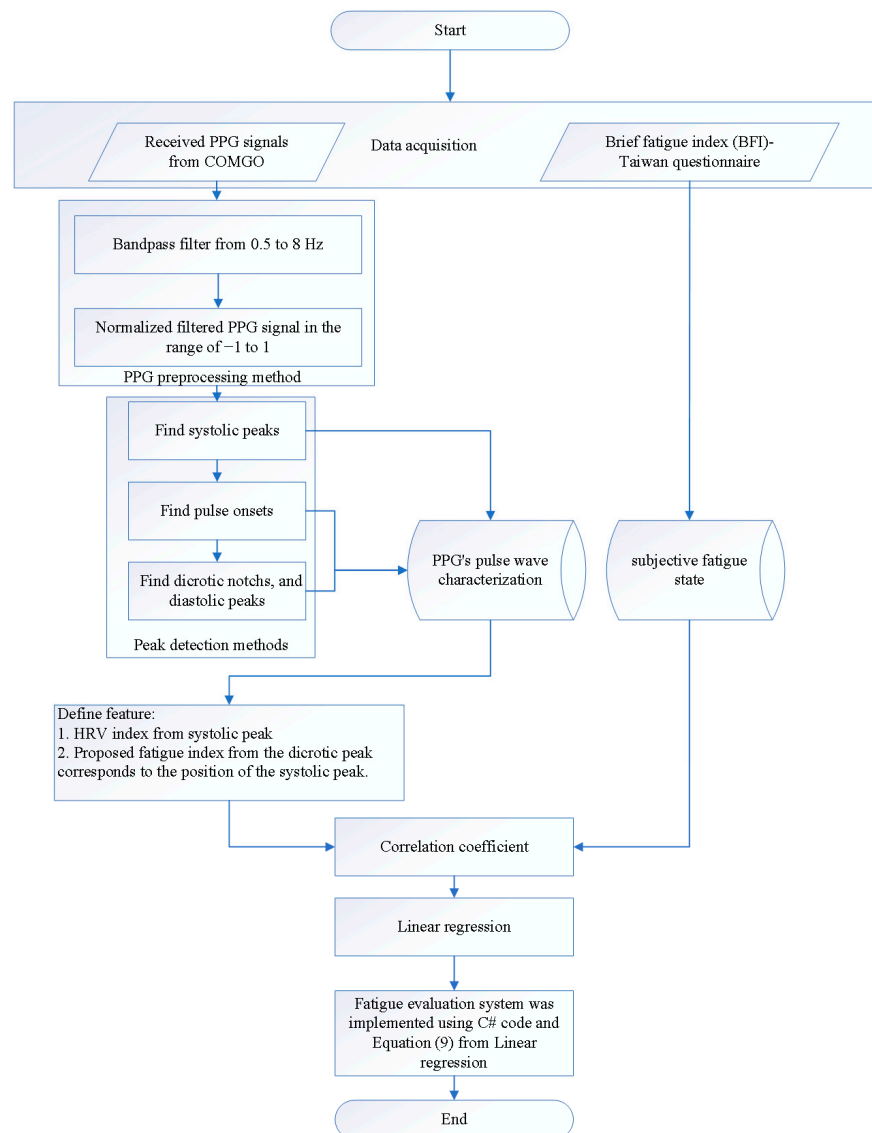 Start
Received PPG signals
from COMGO
Data acquisition
Brief fatigue index (BFI)-
Taiwan questionnaire
Bandpass filter from 0.5 to 8 Hz
Normalized filtered PPG signal in the
range of −1 to 1
PPG preprocessing method
Find systolic peaks
Find pulse onsets
Find dicrotic notchs, and
diastolic peaks
Peak detection methods
PPG's pulse wave
characterization
subjective fatigue
state
Define feature:
1. HRV index from systolic peak
2. Proposed fatigue index from the dicrotic peak
corresponds to the position of the systolic peak.
Correlation coefficient
Linear regression
Fatigue evaluation system was
implemented using C# code and
Equation (9) from Linear
regression
End